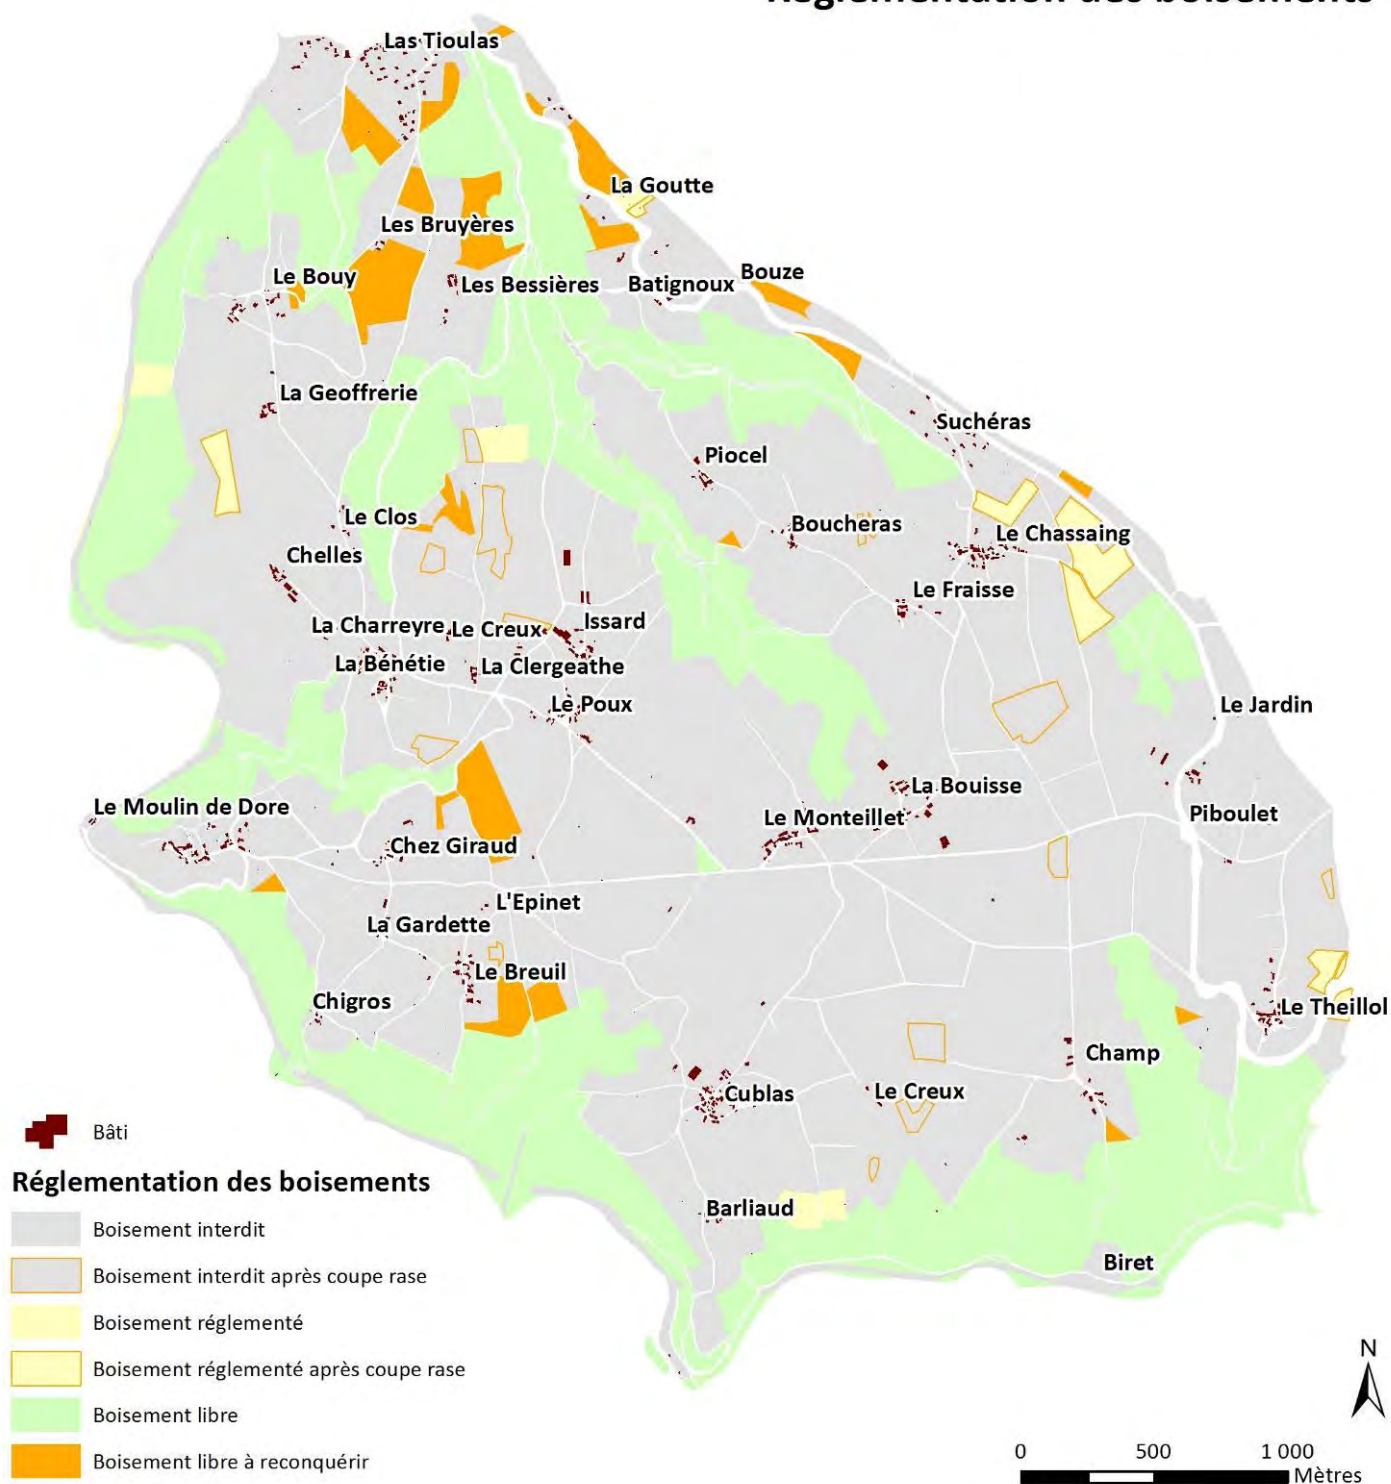 Réglementation des boisements
Las Tioulas
La Goutte
Les Bruyères
Le Bouy
Les Bessières
Batignoux
Bouze
La Geoffrerie
Suchéras
Piocel
Le Clos
Boucheras
Le Chassaing
Chelles
Le Fraisse
La Charreyre
Le Creux
Issard
La Bénétie
La Clergeathe
Le Poux
Le Jardin
Le Moulin de Dore
La Bouisse
Le Monteillet
Piboulet
Chez Giraud
L'Epinet
La Gardette
Le Breuil
Chigros
Le Theillol
Champ
Cublas
Le Creux
Barliaud
Biret
Bâti
Réglementation des boisements
Boisement interdit
Boisement interdit après coupe rase
Boisement réglementé
Boisement réglementé après coupe rase
Boisement libre
Boisement libre à reconquérir
N
0 500 1 000
Mètres